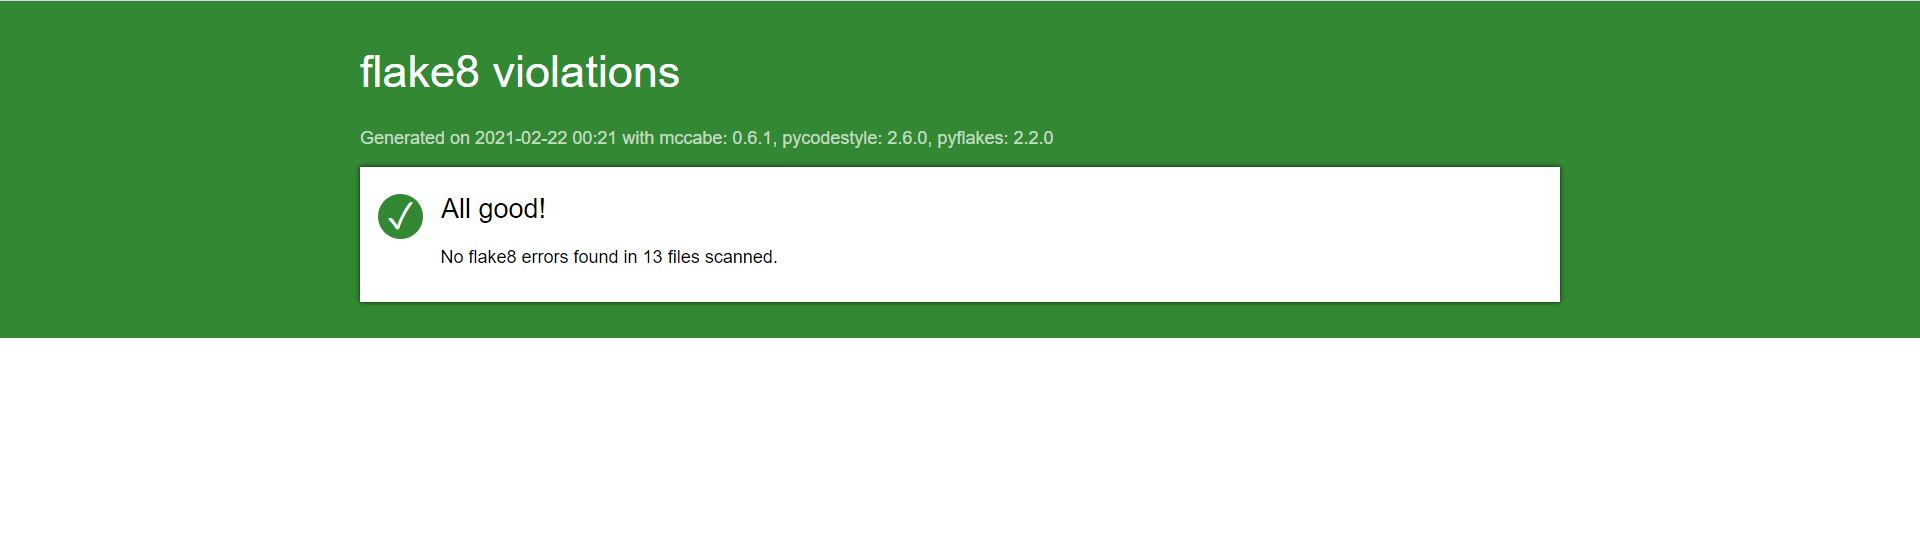 flake8 violations
Generated on 2021-02-22 00:21 with mccabe: 0.6.1, pycodestyle: 2.6.0, pyflakes: 2.2.0
All good!
No flake8 errors found in 13 files scanned.